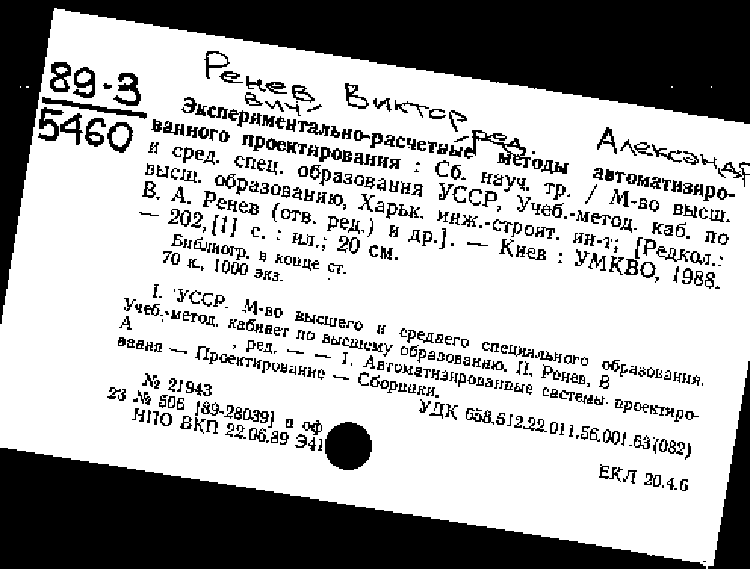 89-3
5460
Ренев Виктор Александр
вич, ред.
Экспериментально-расчетные методы автоматизиро-
ванного проектирования : Сб. науч. тр. / М-во высш.
и сред. спец. образования УССР, Учеб.-метод. каб. по
высш. образованию, Харьк. инж.-строит. ин-т; [Редкол.:
В. А. Ренев (отв. ред.) и др.]. — Киев : УМКВО, 1988.
— 202, [1] с. : ил.; 20 см.
Библиогр. в конце ст.
70 к., 1000 экз.
I. УССР. М-во высшего и среднего специального образования.
Учеб.-метод. кабинет по высшему образованию. II. Ренев, В
А , ред. — — 1. Автоматизированные системы проектиро-
вания — Проектирование — Сборники.
УДК 658.512.22.011.56.001.63(082)
№ 21943
23 № 506 [89-28039] п оф
НПО ВКП 22.06.89 Э41
ЕКЛ 20.4.6